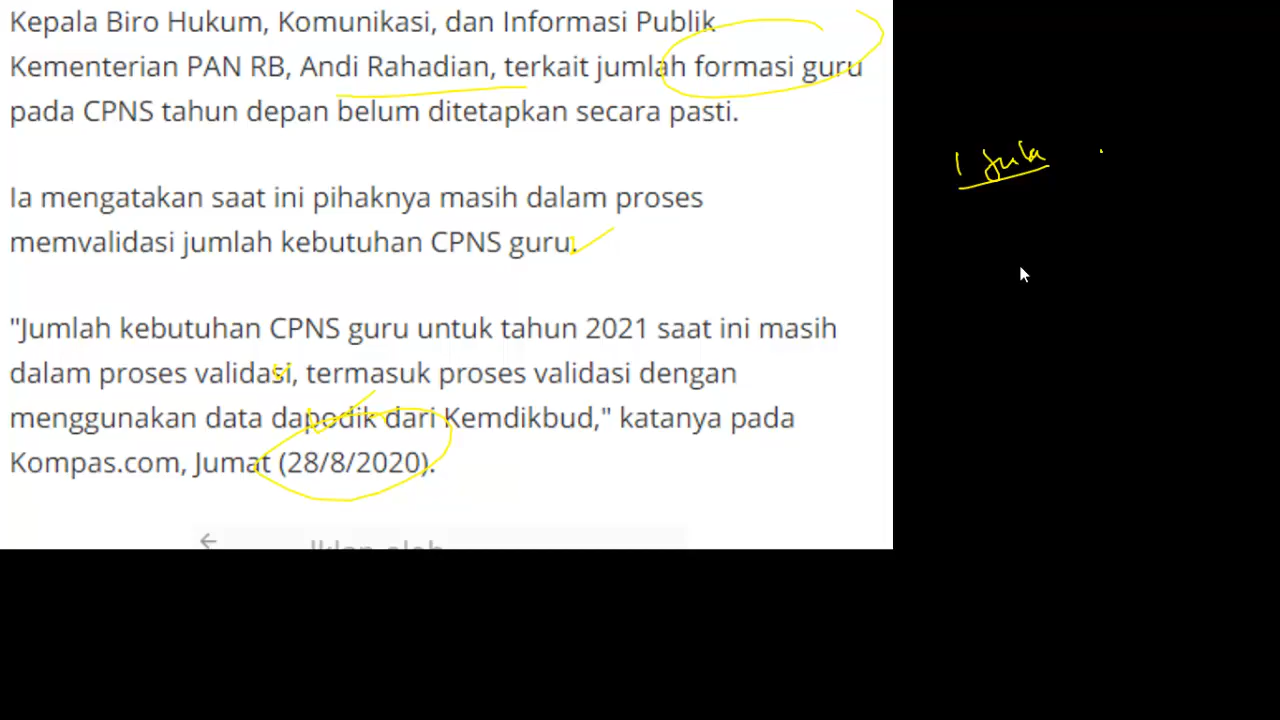 Kepala Biro Hukum, Komunikasi, dan Informasi Publik
Kementerian PAN RB, Andi Rahadian, terkait jumlah formasi guru
pada CPNS tahun depan belum ditetapkan secara pasti.
Ia mengatakan saat ini pihaknya masih dalam proses
memvalidasi jumlah kebutuhan CPNS guru.
"Jumlah kebutuhan CPNS guru untuk tahun 2021 saat ini masih
dalam proses validasi, termasuk proses validasi dengan
menggunakan data dapodik dari Kemdikbud," katanya pada
Kompas.com, Jumat (28/8/2020).
1 Juta